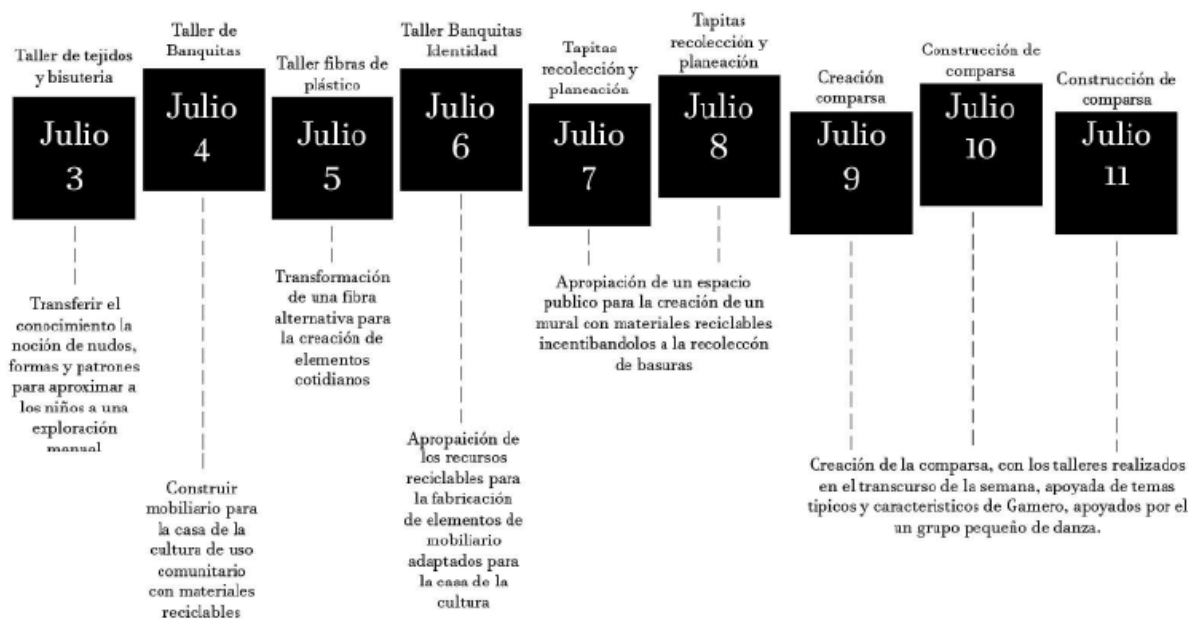 Taller de tejidos
y bisuteria
Julio
3
Transferir el
conocimiento la
noción de nudos,
formas y patrones
para aproximar a
los niños a una
exploración
manual
Taller de
Banquitas
Julio
4
Construir
mobiliario para
la casa de la
cultura de uso
comunitario
con materiales
reciclables
Taller fibras de
plástico
Julio
5
Transformación
de una fibra
alternativa para
la creación de
elementos
cotidianos
Taller Banquitas
Identidad
Julio
6
Apropaición de
los recursos
reciclables para
la fabricación
de elementos de
mobiliario
adaptados para
la casa de la
cultura
Tapitas
recolección y
planeación
Julio
7
Tapitas
recolección y
planeación
Julio
8
Apropiación de un espacio
publico para la creación de un
mural con materiales reciclables
incentibandolos a la recoleccón
de basuras
Creación
comparsa
Julio
9
Construcción de
comparsa
Julio
10
Construcción
de comparsa
Julio
11
Creación de la comparsa, con los talleres realizados
en el transcurso de la semana, apoyada de temas
tipicos y caracteristicos de Gamero, apoyados por el
un grupo pequeño de danza.